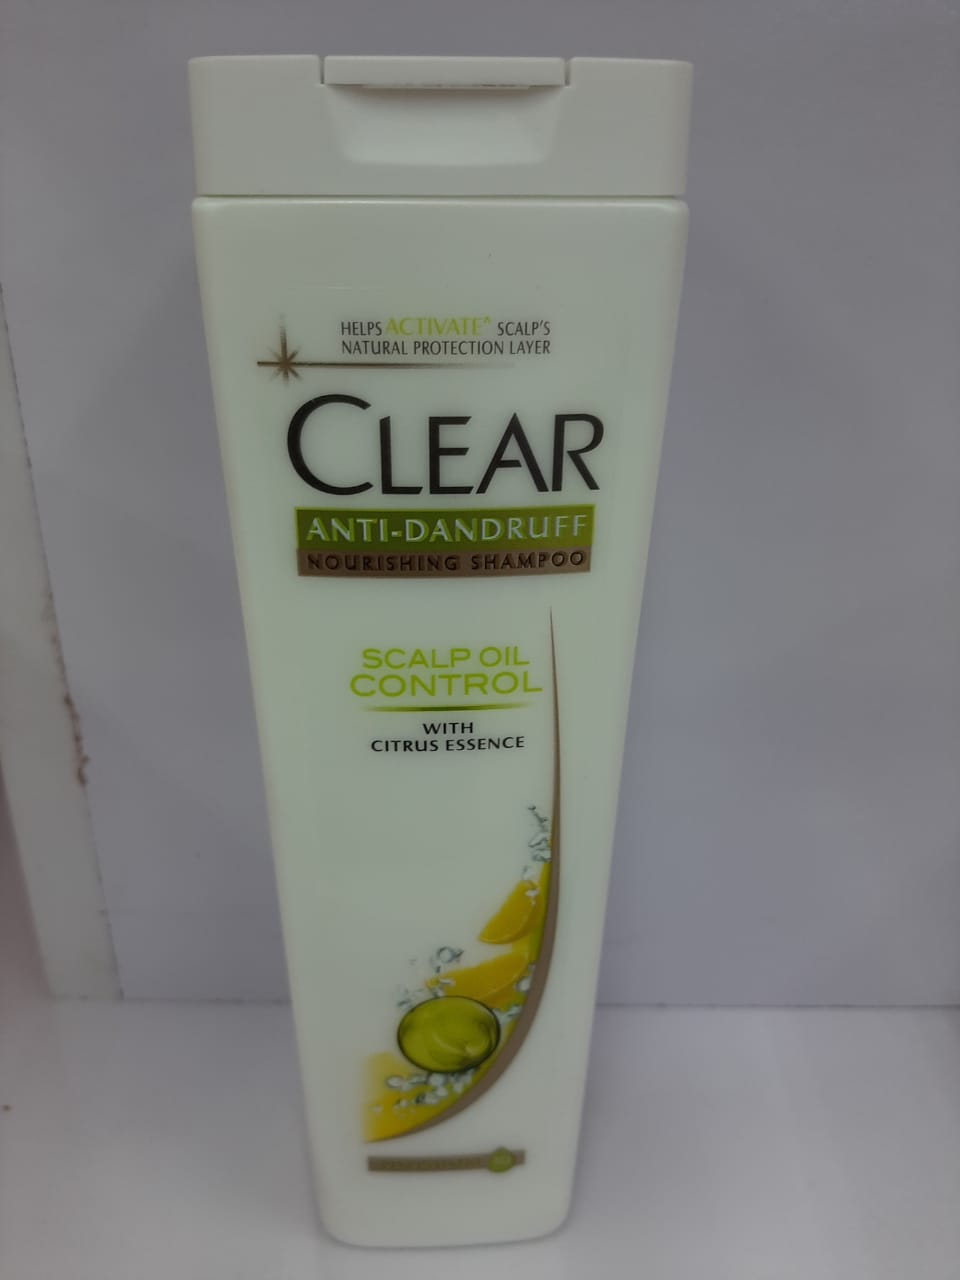 HELPS ACTIVATE^ SCALP'S
NATURAL PROTECTION LAYER
CLEAR
ANTI-DANDRUFF
NOURISHING SHAMPOO
SCALP OIL
CONTROL
WITH
CITRUS ESSENCE